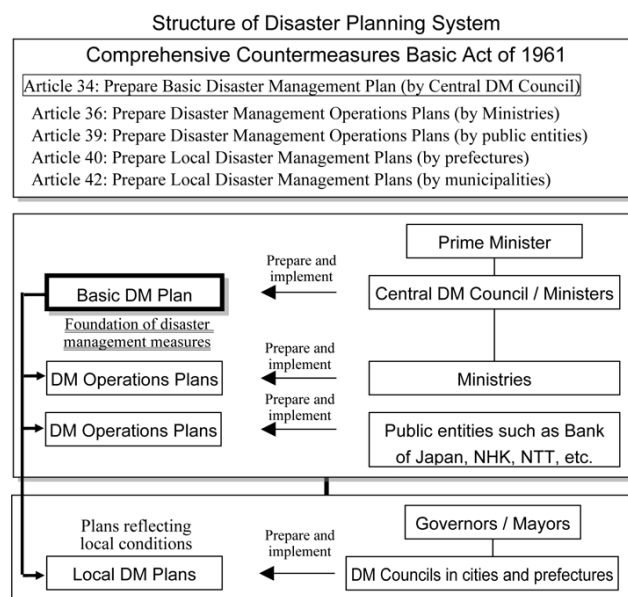 Structure of Disaster Planning System
Comprehensive Countermeasures Basic Act of 1961
Article 34: Prepare Basic Disaster Management Plan (by Central DM Council)
Article 36: Prepare Disaster Management Operations Plans (by Ministries)
Article 39: Prepare Disaster Management Operations Plans (by public entities)
Article 40: Prepare Local Disaster Management Plans (by prefectures)
Article 42: Prepare Local Disaster Management Plans (by municipalities)
Prime Minister
Prepare and
implement
Basic DM Plan
Central DM Council / Ministers
Foundation of disaster
management measures
Prepare and
implement
DM Operations Plans
Ministries
Prepare and
implement
DM Operations Plans
Public entities such as Bank
of Japan, NHK, NTT, etc.
Plans reflecting
local conditions
Prepare and
implement
Governors / Mayors
Local DM Plans
DM Councils in cities and prefectures